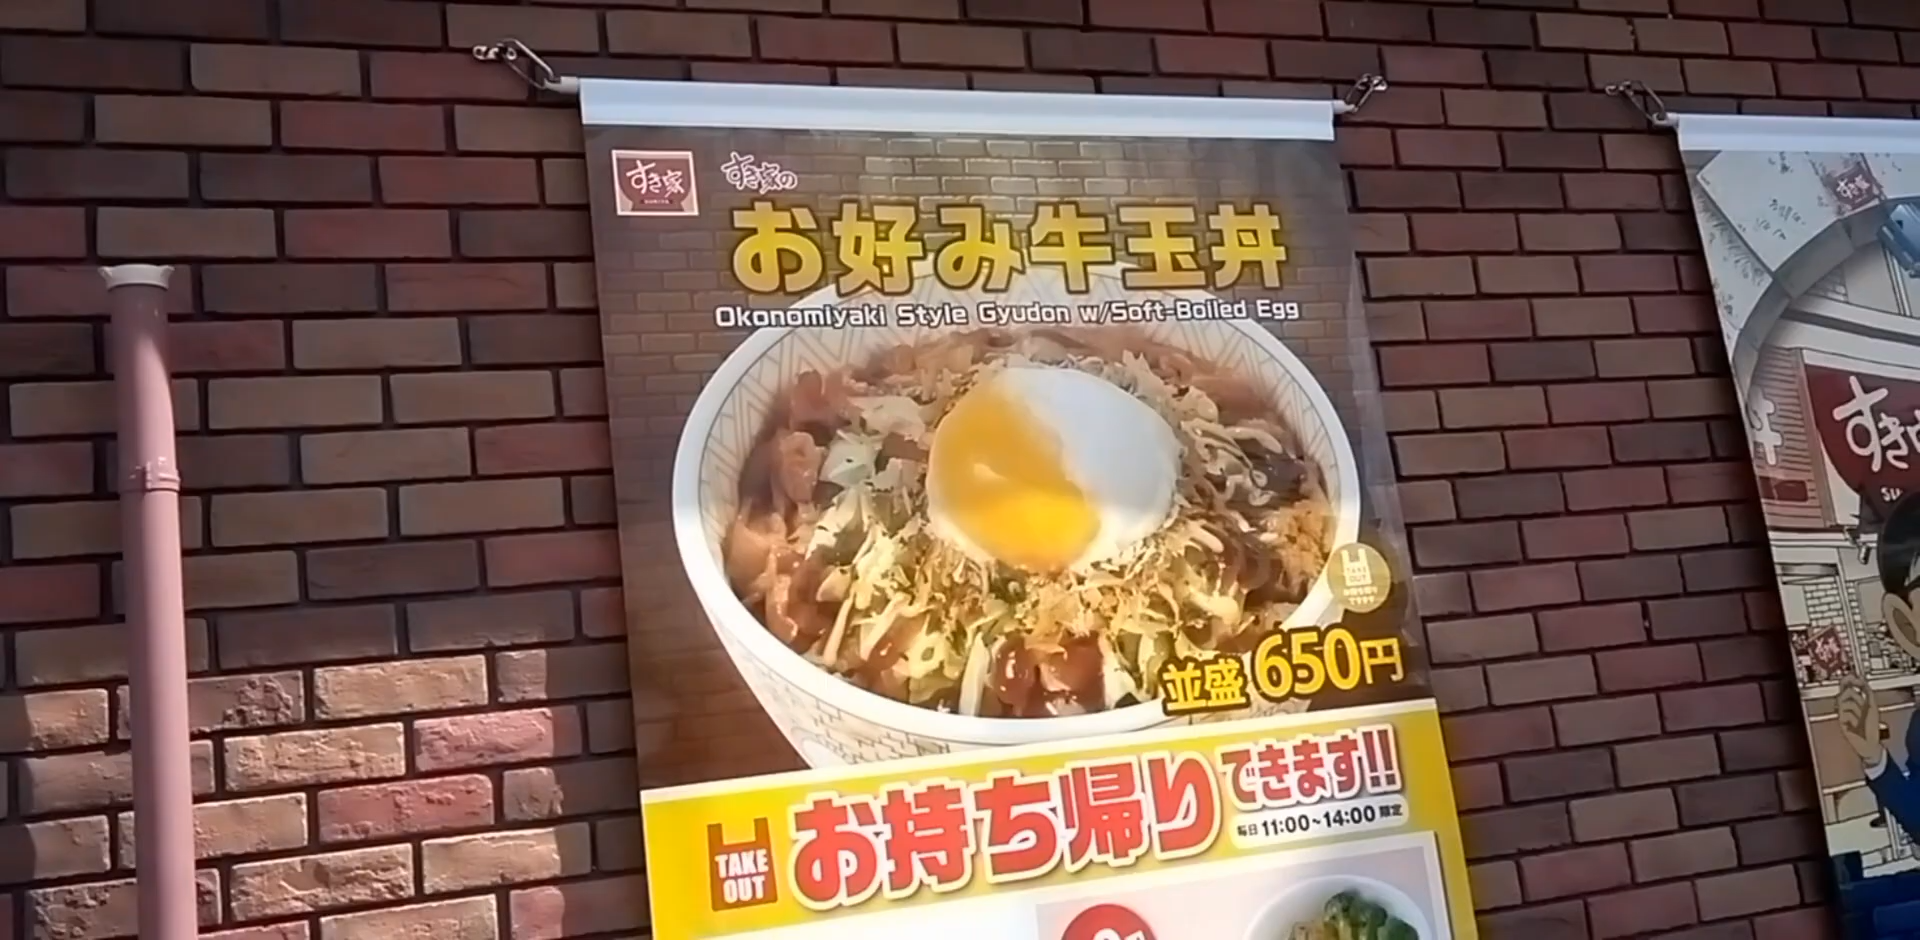 すき家
SUKIYA
すき家の
お好み牛玉丼
Okonomiyaki Style Gyudon w/Soft-Boiled Egg
TAKE
OUT
並盛 650円
TAKE
OUT
お持ち帰りできます!!
毎日 11:00~14:00 限定
すき